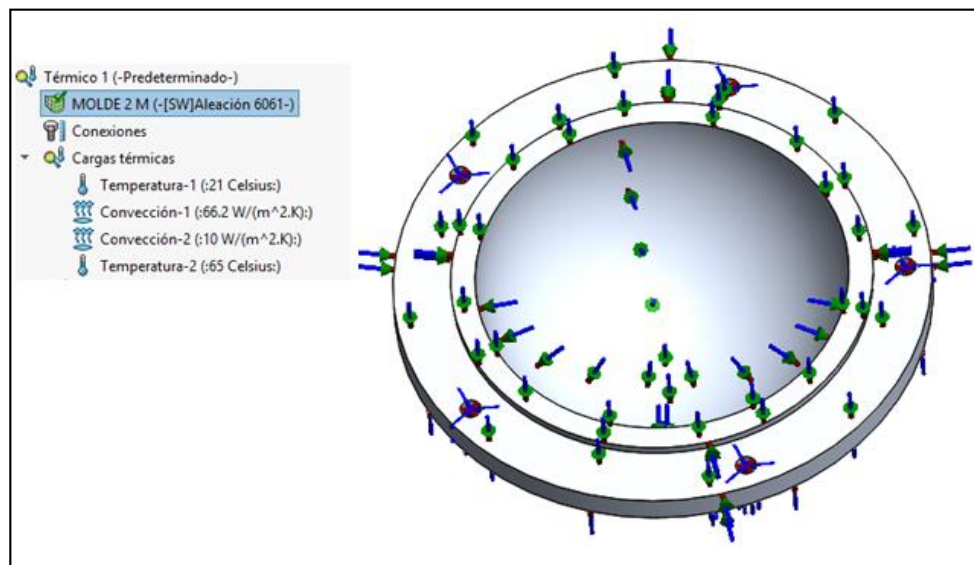 Térmico 1 (-Predeterminado-)
MOLDE 2 M (-[SW]Aleación 6061-)
Conexiones
Cargas térmicas
Temperatura-1 (:21 Celsius:)
Convección-1 (:66.2 W/(m^2.K):)
Convección-2 (:10 W/(m^2.K):)
Temperatura-2 (:65 Celsius:)